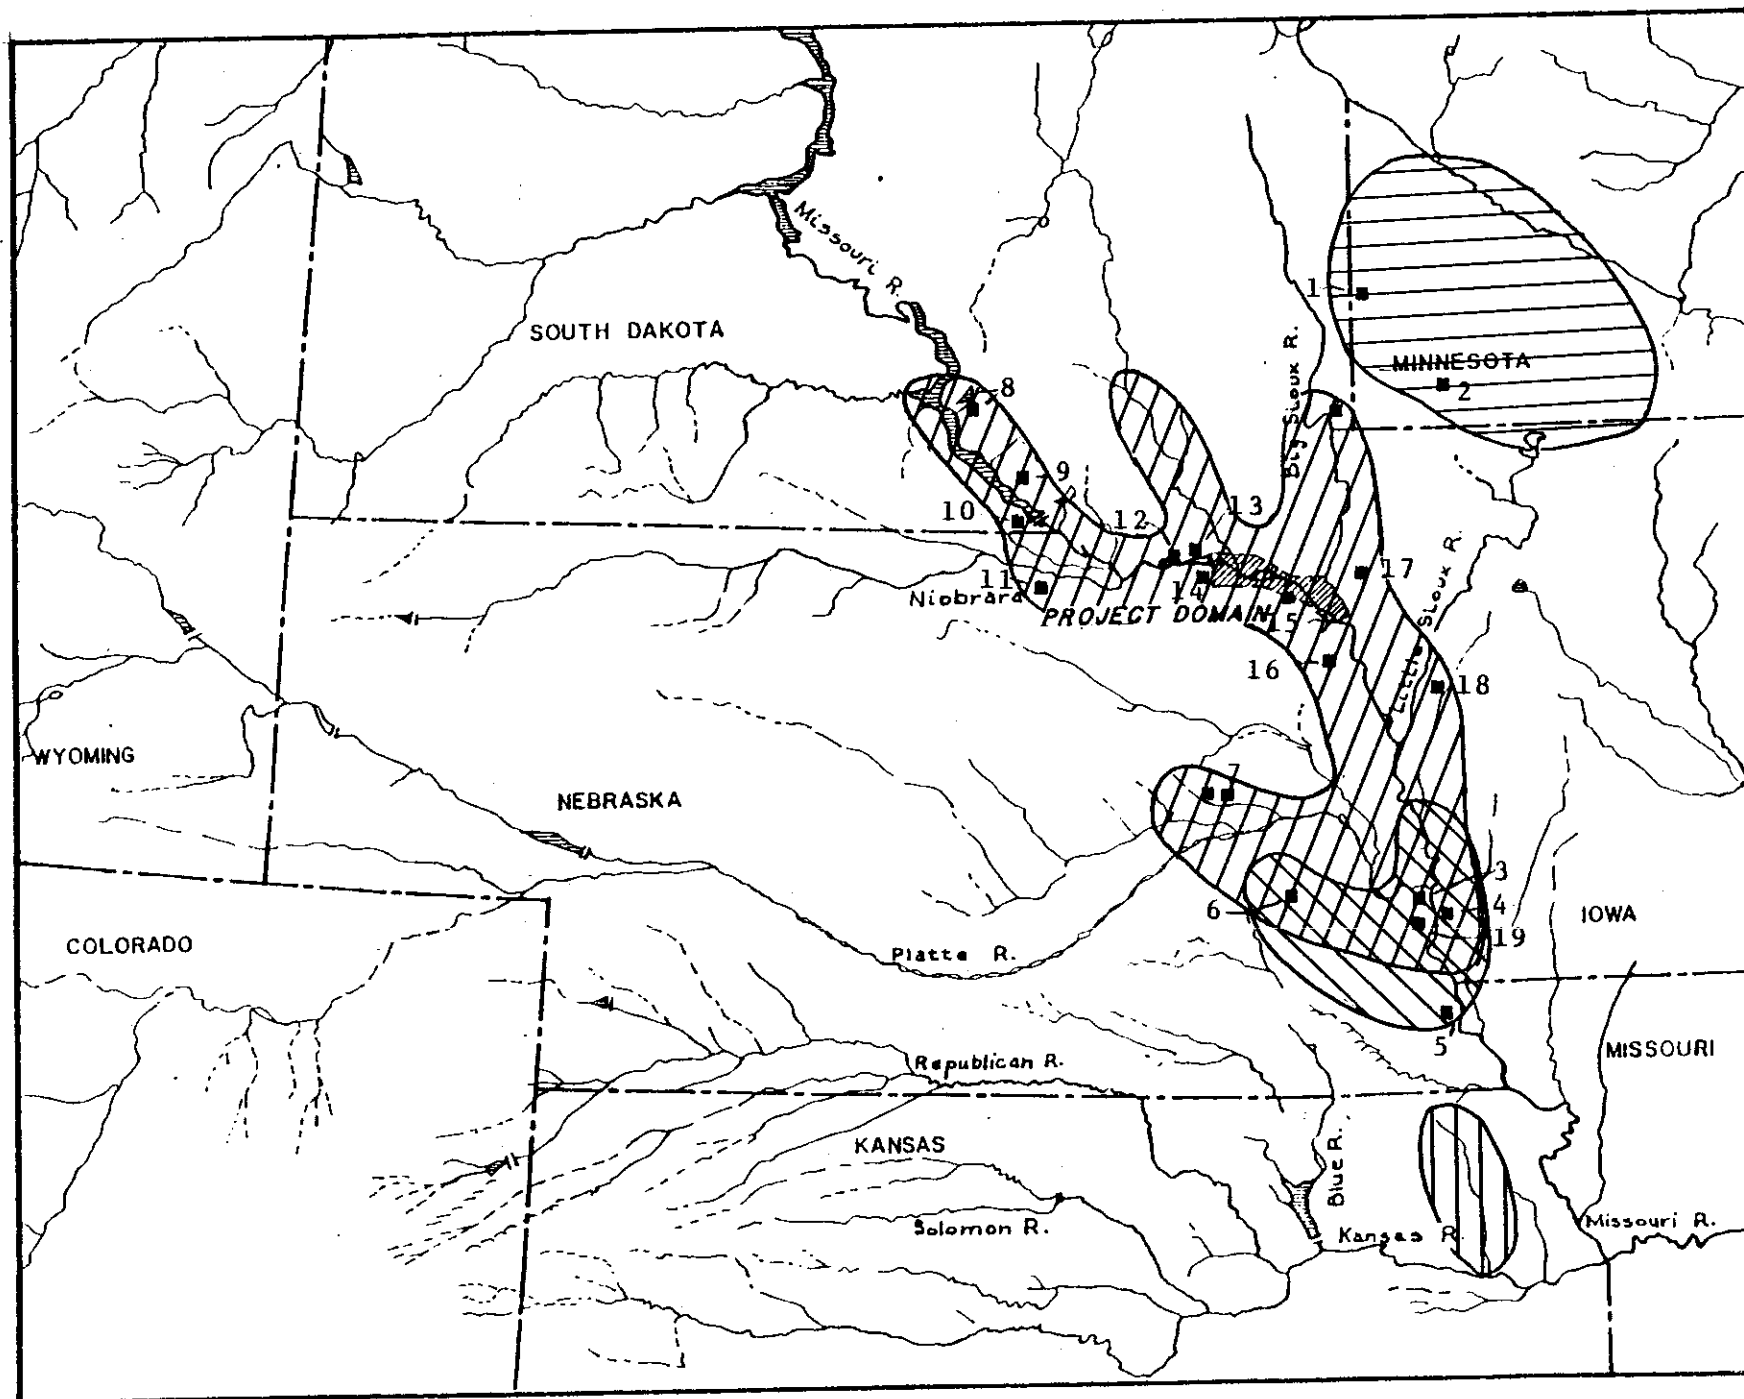 Missouri R.
1
SOUTH DAKOTA
Big Sioux R.
MINNESOTA
8
2
9
13
10
12
17
Little Sioux R.
11
Niobrara
14
PROJECT DOMAIN
15
16
18
WYOMING
7
NEBRASKA
3
6
4
IOWA
19
COLORADO
Platte R.
5
MISSOURI
Republican R.
KANSAS
Blue R.
Solomon R.
Kansas R.
Missouri R.